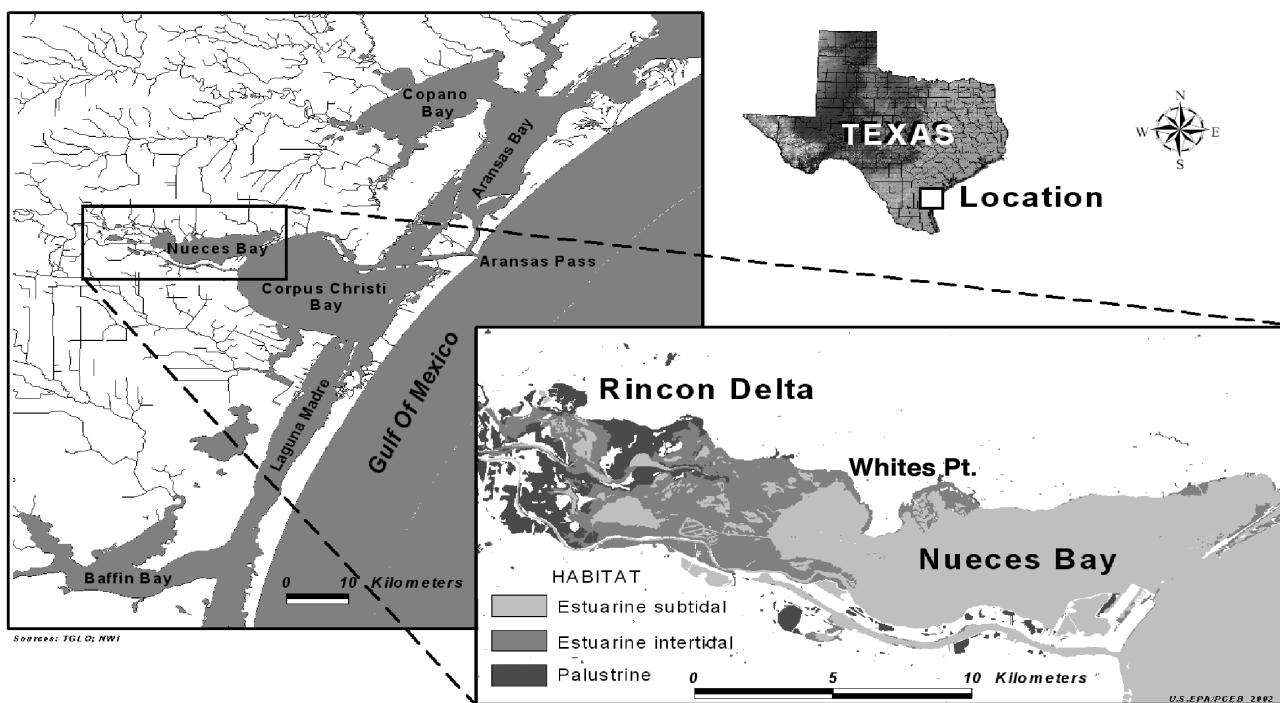 Copano
Bay
Aransas Bay
Nueces Bay
Aransas Pass
Corpus Christi
Bay
Gulf Of Mexico
Laguna Madre
Baffin Bay
0 10 Kilometers
Sources: TGLO; NWI
TEXAS
Location
N
W E
S
Rincon Delta
Whites Pt.
Nueces Bay
HABITAT
Estuarine subtidal
Estuarine intertidal
Palustrine
0 5 10 Kilometers
U.S.EPA/PCEB 2002